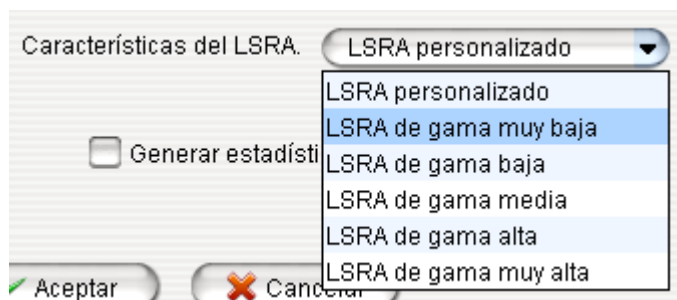 Características del LSRA. LSRA personalizado
LSRA personalizado
LSRA de gama muy baja
Generar estadísti LSRA de gama baja
LSRA de gama media
LSRA de gama alta
Aceptar Cancelar LSRA de gama muy alta